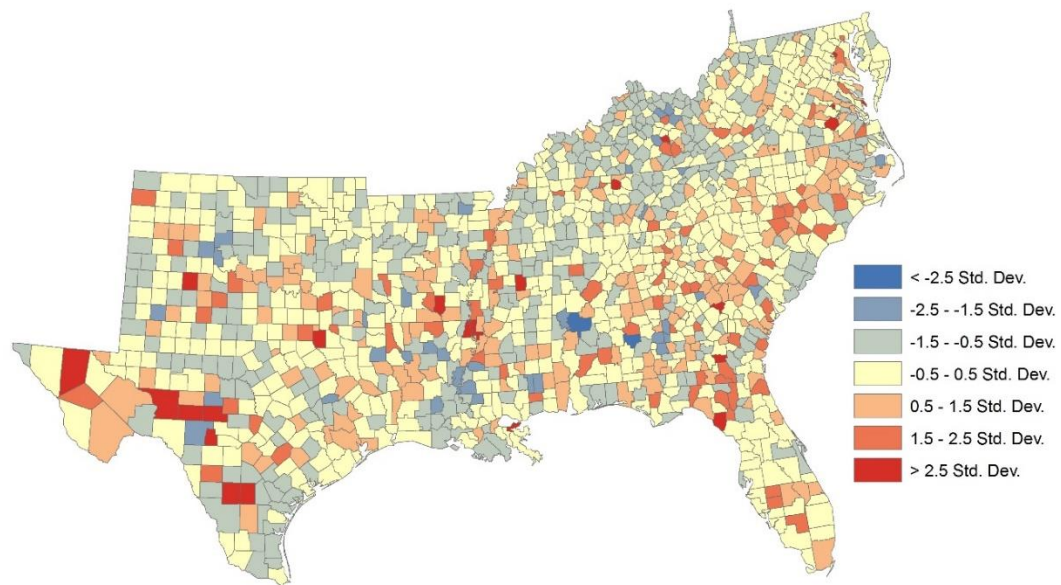 < -2.5 Std. Dev.
-2.5 - -1.5 Std. Dev.
-1.5 - -0.5 Std. Dev.
-0.5 - 0.5 Std. Dev.
0.5 - 1.5 Std. Dev.
1.5 - 2.5 Std. Dev.
> 2.5 Std. Dev.